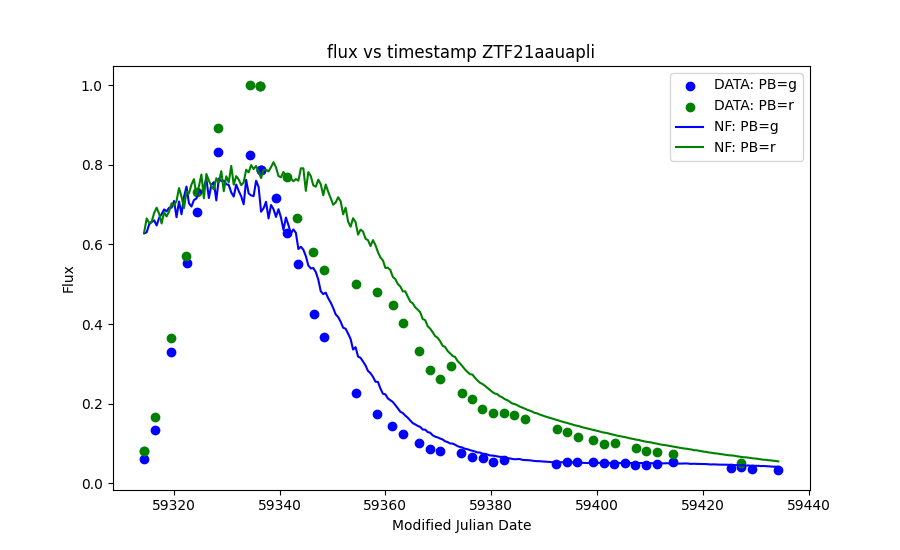 flux vs timestamp ZTF21aauapli
DATA: PB=g
DATA: PB=r
NF: PB=g
NF: PB=r
1.0
0.8
0.6
0.4
0.2
0.0
Flux
59320 59340 59360 59380 59400 59420 59440
Modified Julian Date